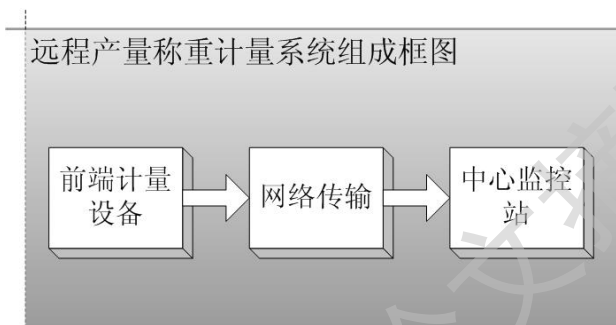 远程产量称重计量系统组成框图
前端计量
设备
网络传输
中心监控
站